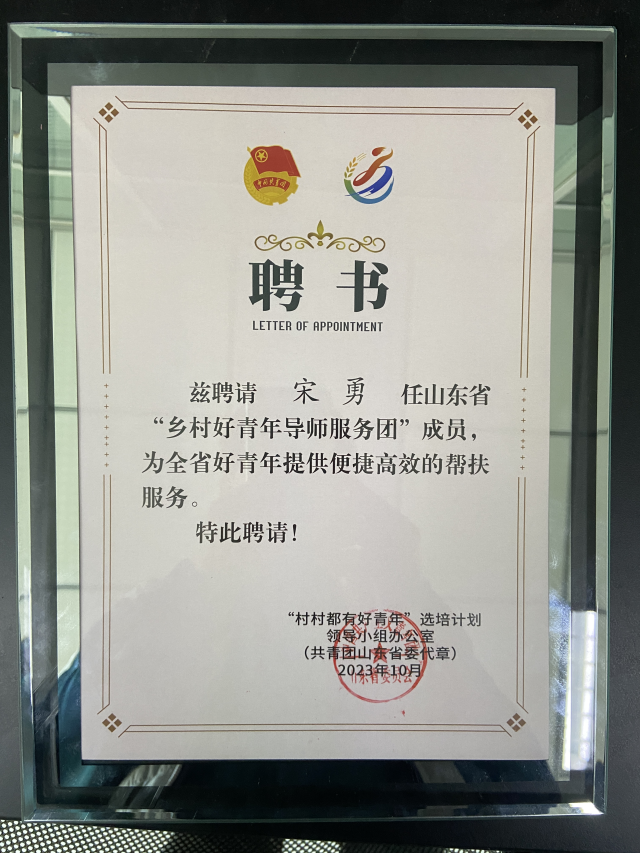 聘书
LETTER OF APPOINTMENT
兹聘请 宋勇 任山东省
“乡村好青年导师服务团”成员，
为全省好青年提供便捷高效的帮扶
服务。
特此聘请！
“村村都有好青年”选培计划
领导小组办公室
（共青团山东省委代章）
2023年10月